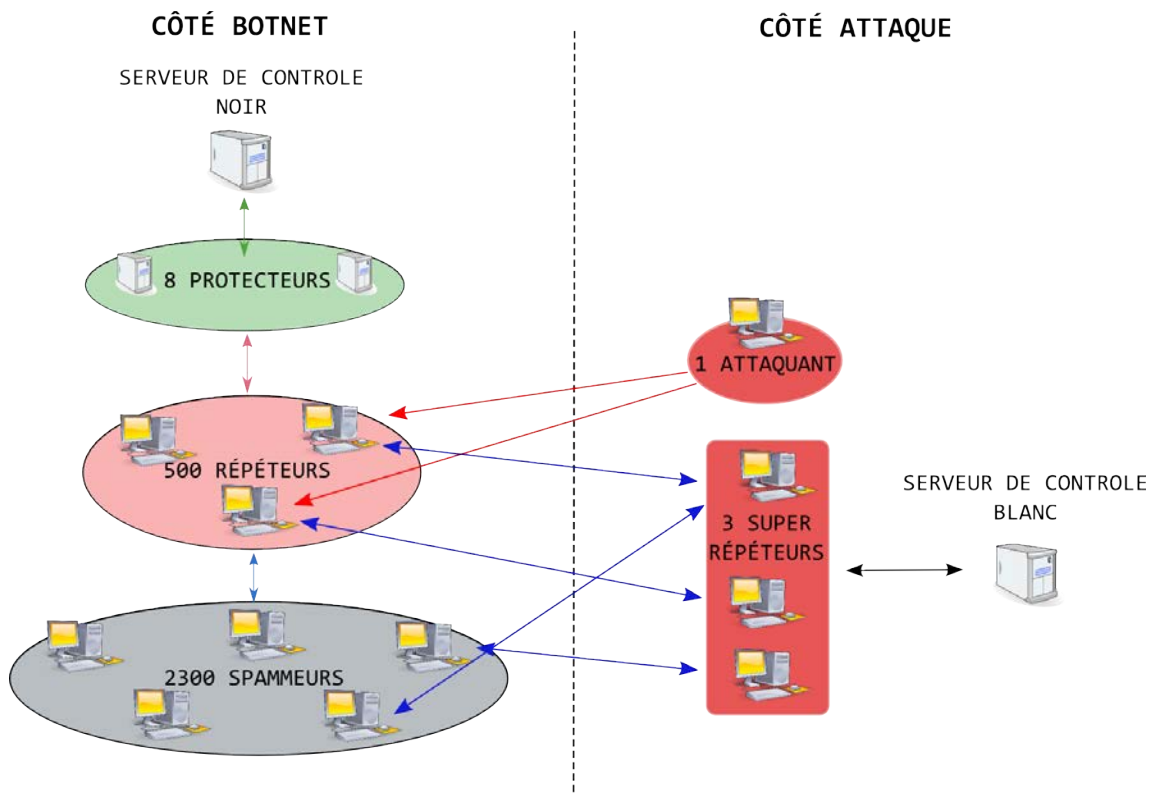 CÔTÉ BOTNET
CÔTÉ ATTAQUE
SERVEUR DE CONTROLE
NOIR
8 PROTECTEURS
1 ATTAQUANT
500 RÉPÉTEURS
SERVEUR DE CONTROLE
BLANC
3 SUPER
RÉPÉTEURS
2300 SPAMMEURS